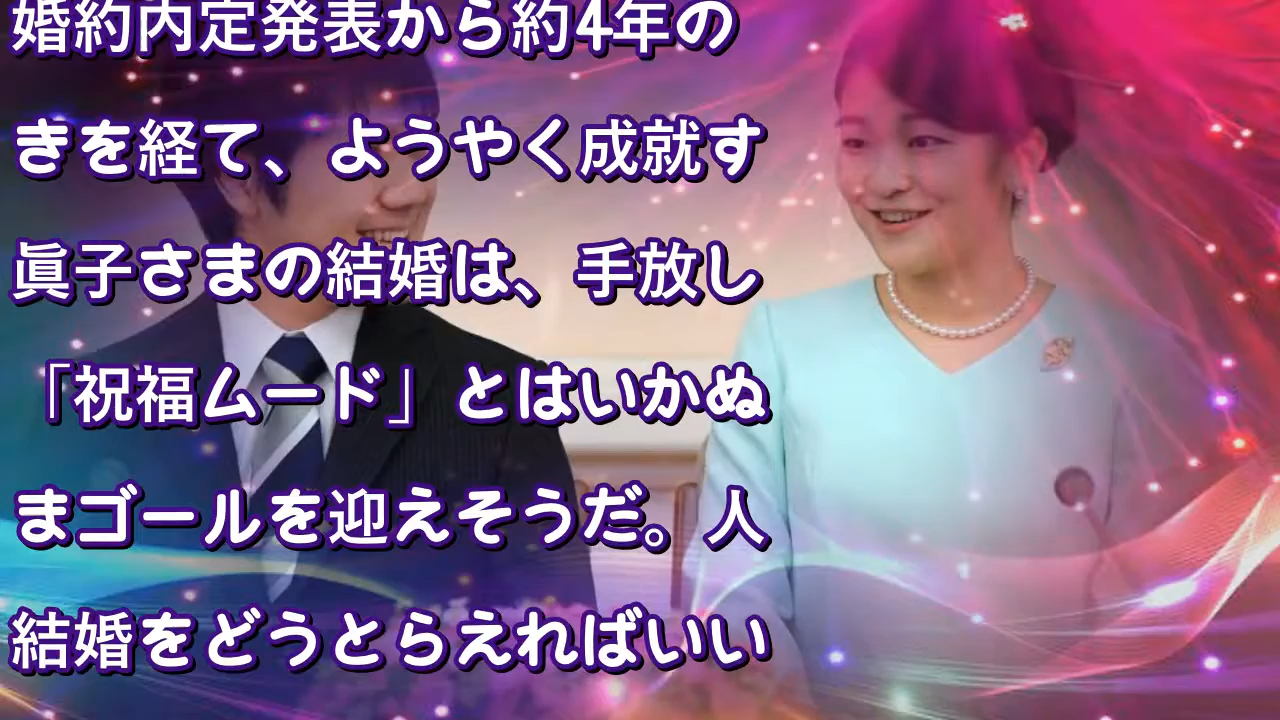 婚約内定発表から約4年の
きを経て、ようやく成就す
眞子さまの結婚は、手放し
「祝福ムード」とはいかぬ
まゴールを迎えそうだ。人
結婚をどうとらえればいい